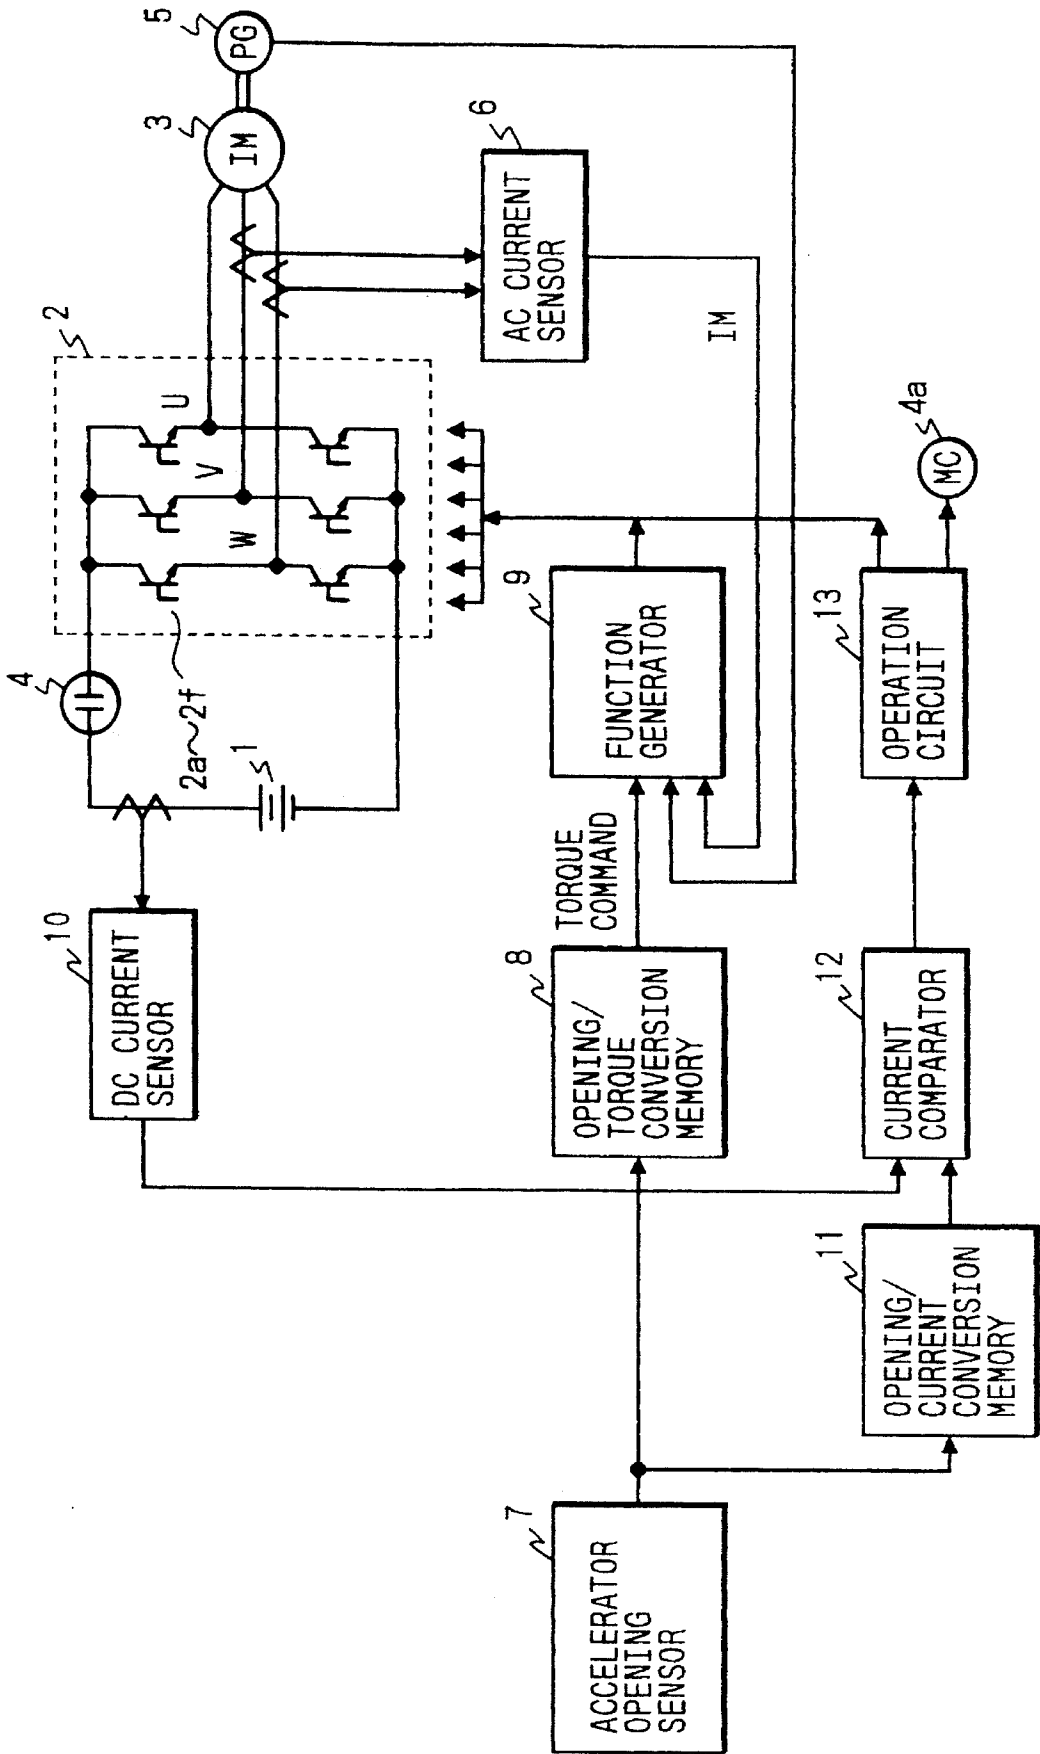 10
DC CURRENT
SENSOR
4
2a~2f
1
2
U
V
W
3
IM
5
PG
6
AC CURRENT
SENSOR
IM
7
ACCELERATOR
OPENING
SENSOR
8
OPENING/
TORQUE
CONVERSION
MEMORY
TORQUE
COMMAND
9
FUNCTION
GENERATOR
11
OPENING/
CURRENT
CONVERSION
MEMORY
12
CURRENT
COMPARATOR
13
OPERATION
CIRCUIT
4a
MC